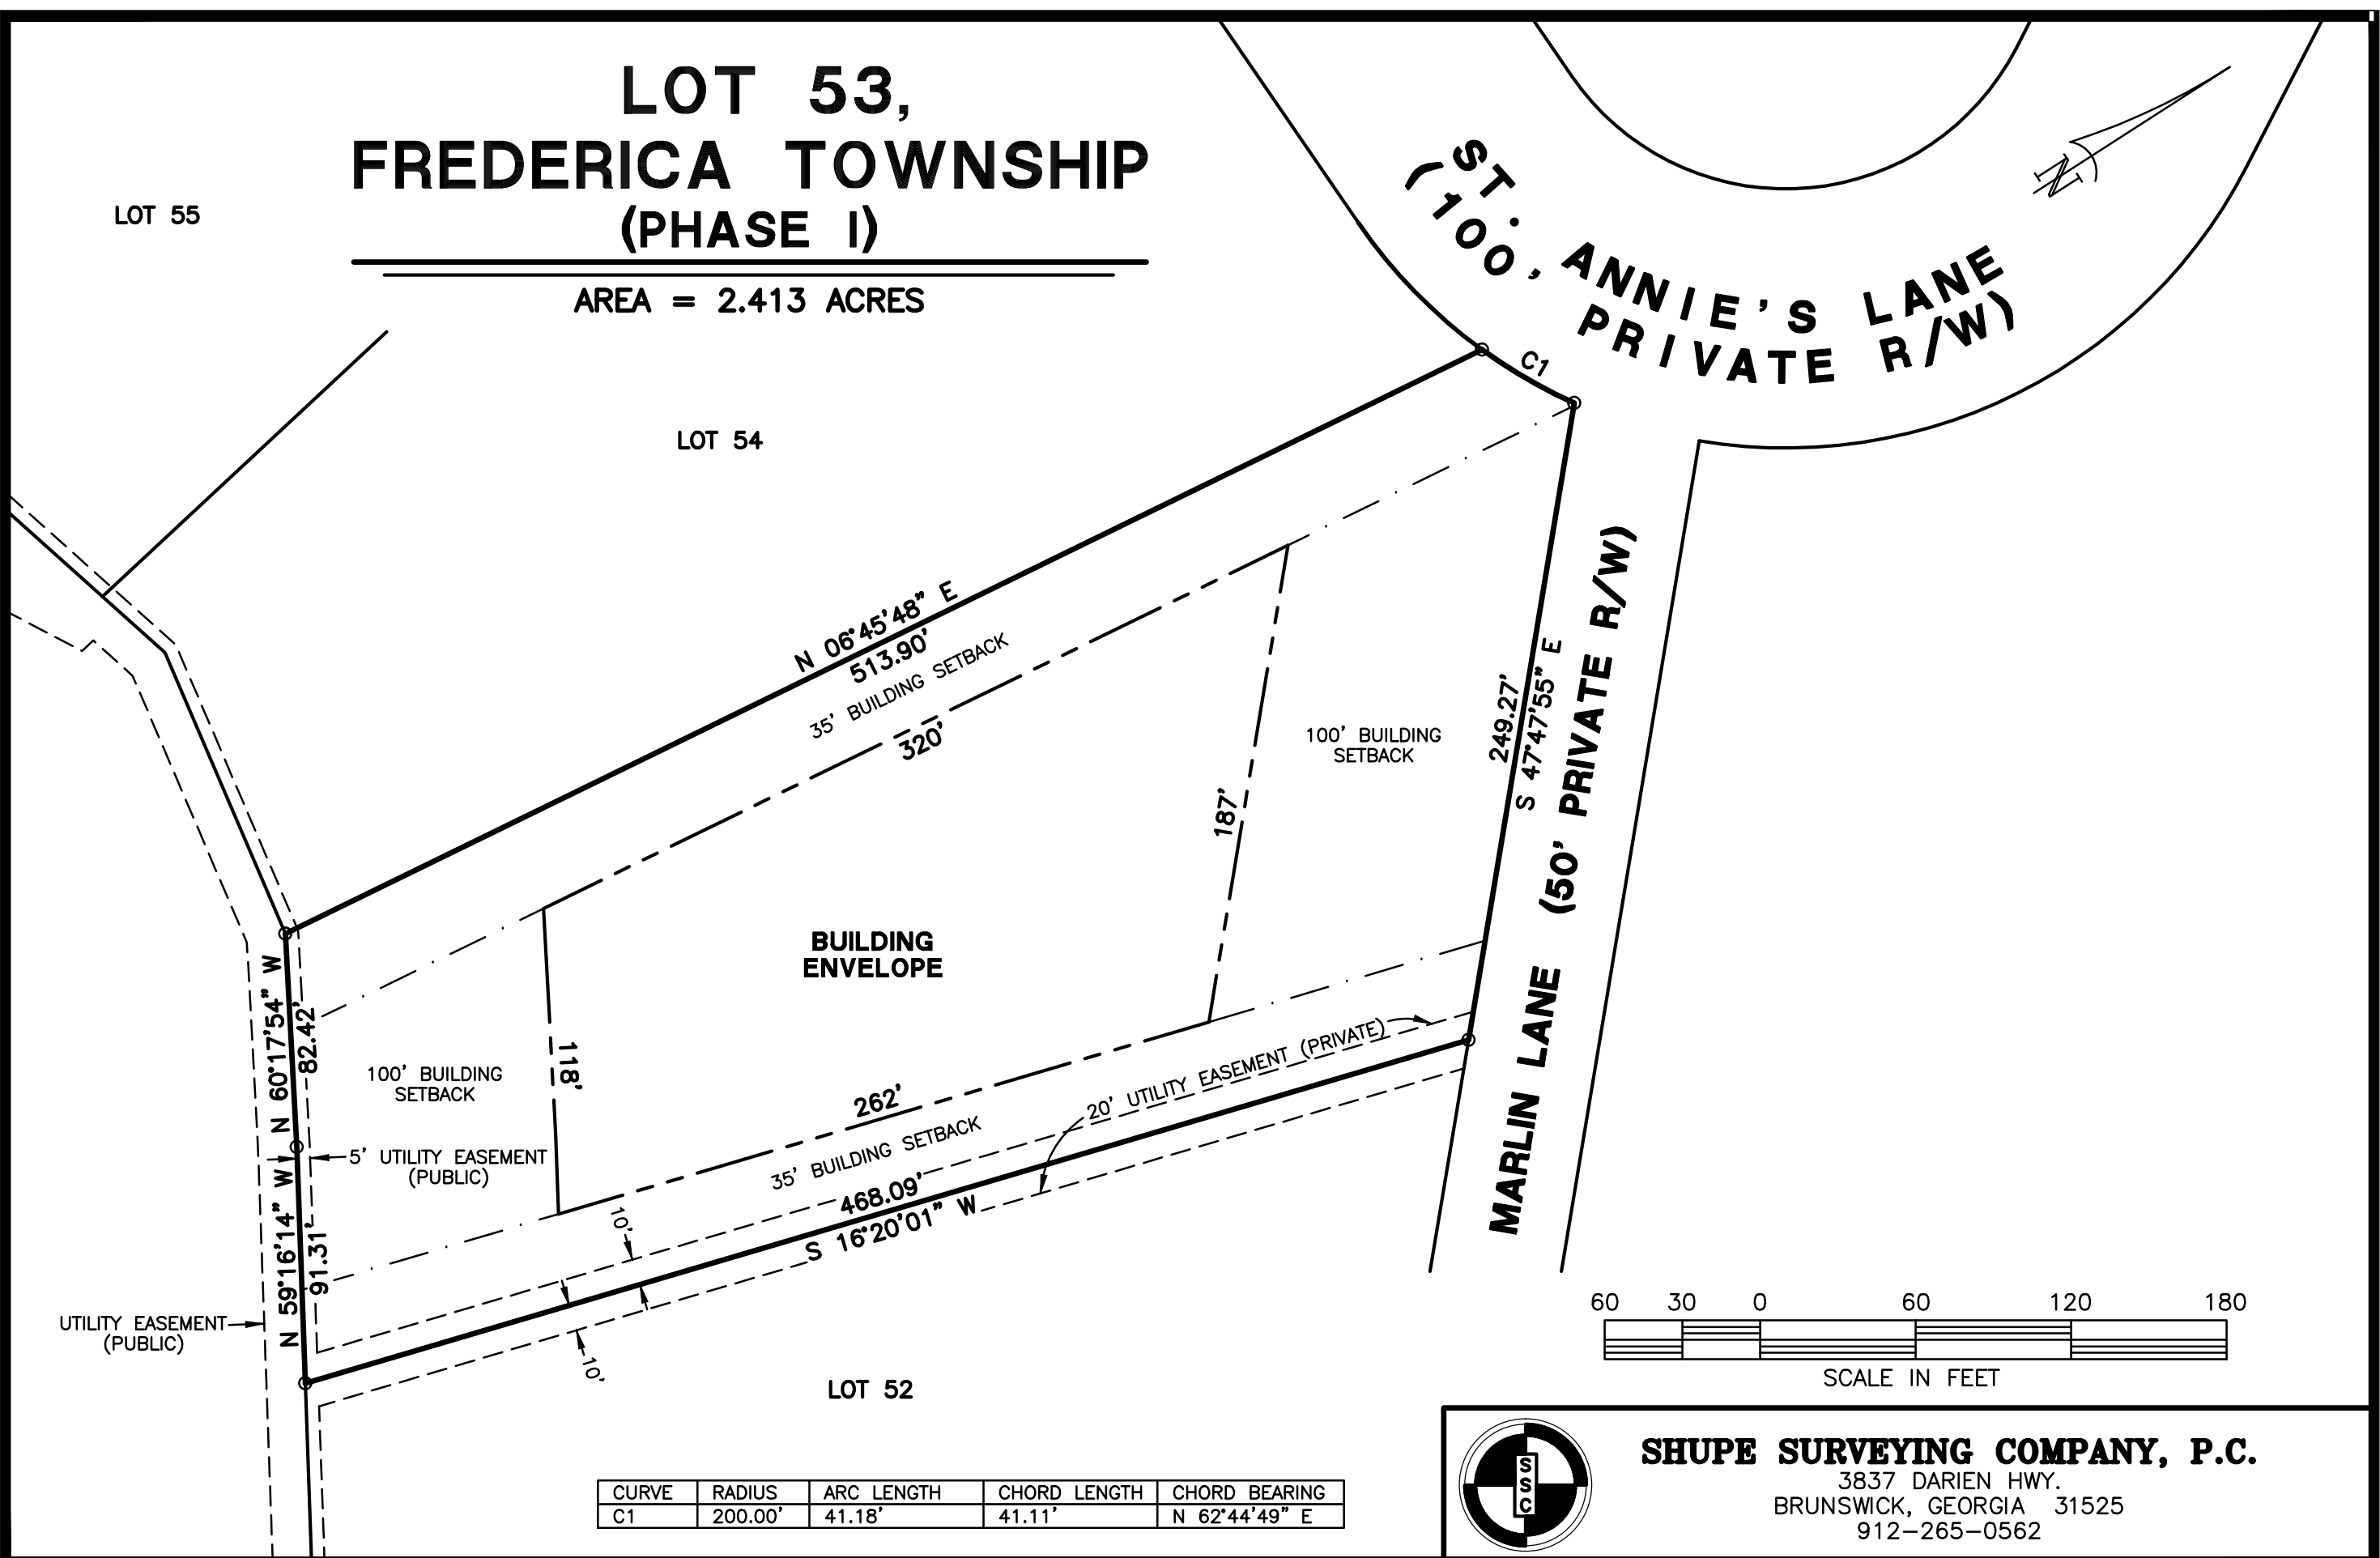 LOT 53,
FREDERICA TOWNSHIP
(PHASE I)
AREA = 2.413 ACRES
LOT 55
LOT 54
ST. ANNIE'S LANE
(100' PRIVATE R/W)
N
C1
N 06°45'48" E
513.90'
35' BUILDING SETBACK
320'
100' BUILDING
SETBACK
187'
249.27'
S 47°47'55" E
MARLIN LANE (50' PRIVATE R/W)
BUILDING
ENVELOPE
N 60°17'54" W
82.42'
100' BUILDING
SETBACK
118'
262'
35' BUILDING SETBACK
20' UTILITY EASEMENT (PRIVATE)
5' UTILITY EASEMENT
(PUBLIC)
468.09'
S 16°20'01" W
N 59°16'14" W
91.31'
10'
10'
UTILITY EASEMENT
(PUBLIC)
LOT 52
60 30 0 60 120 180
SCALE IN FEET
CURVE RADIUS ARC LENGTH CHORD LENGTH CHORD BEARING
C1 200.00' 41.18' 41.11' N 62°44'49" E
SSC
SHUPE SURVEYING COMPANY, P.C.
3837 DARIEN HWY.
BRUNSWICK, GEORGIA 31525
912-265-0562